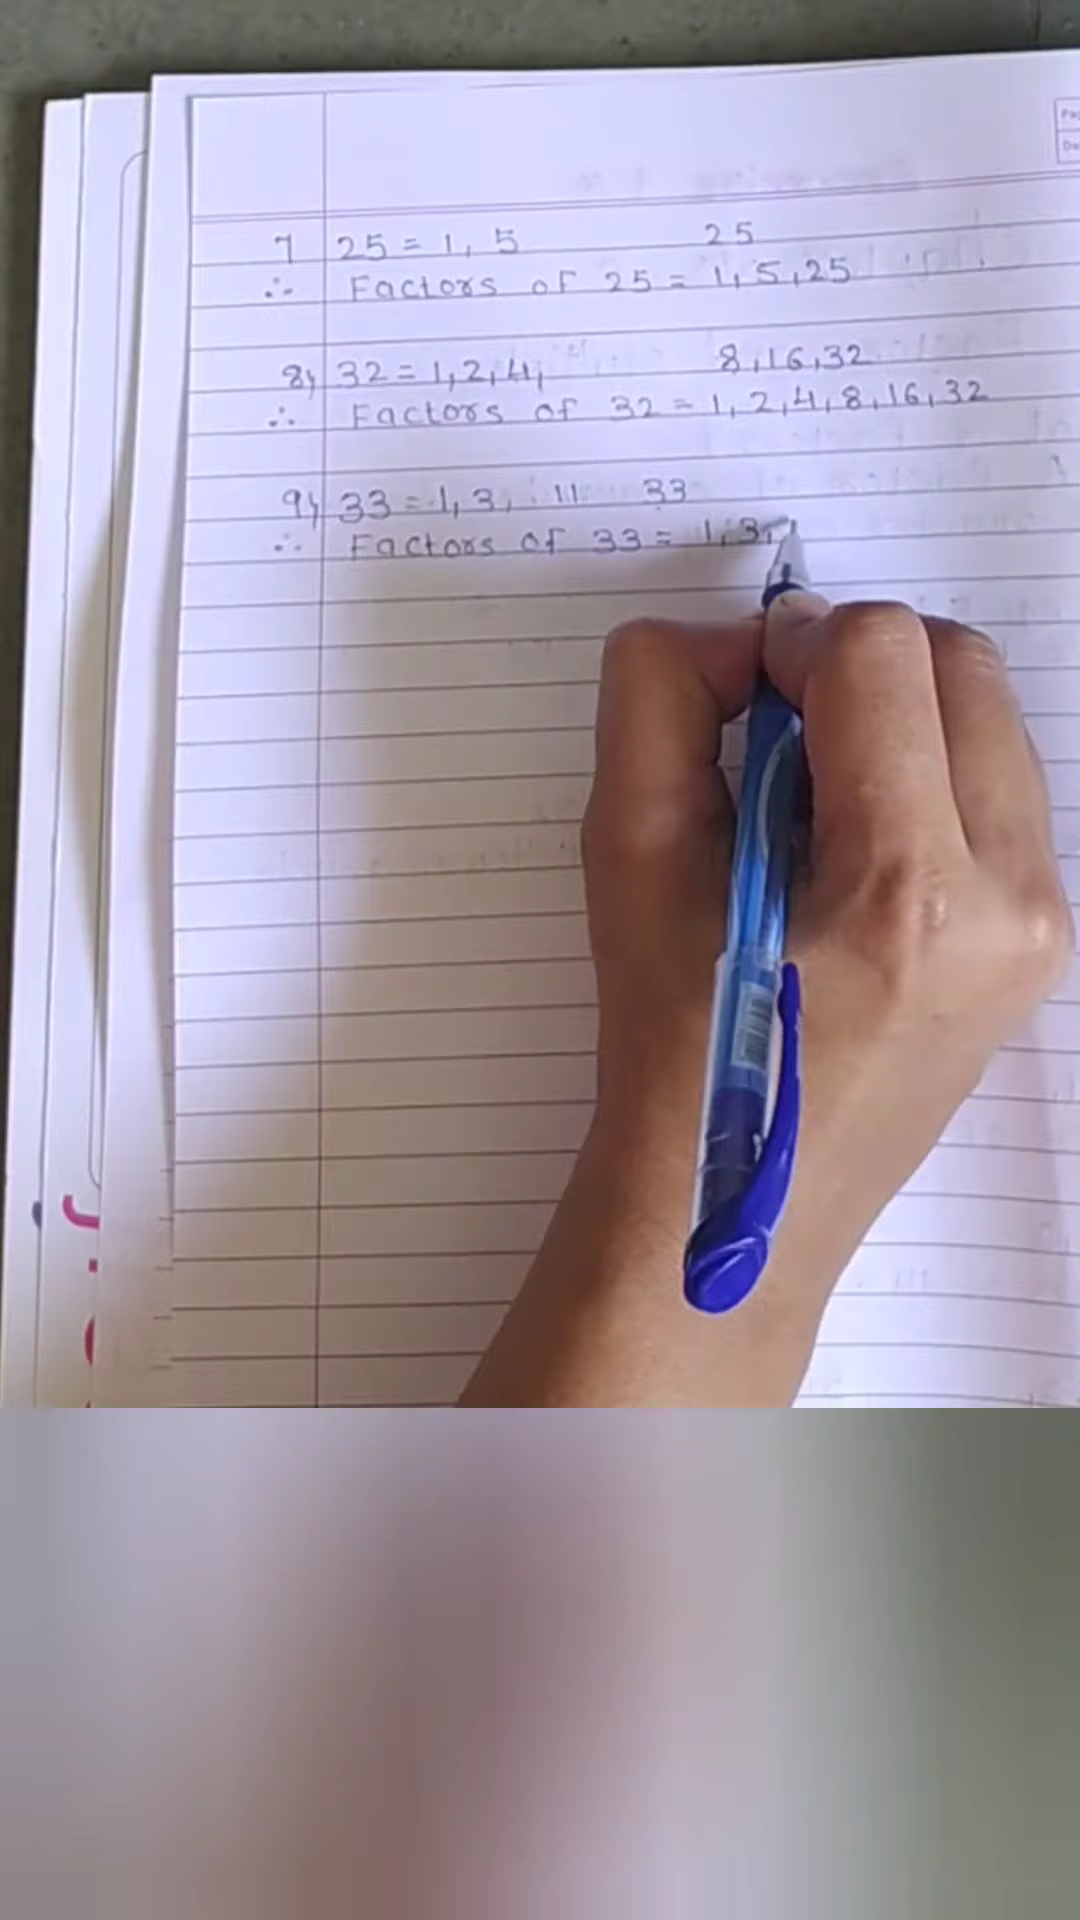 Pag
Da
7 25 = 1, 5 25
∴ Factors of 25 = 1, 5, 25
8) 32 = 1, 2, 4, 8, 16, 32
∴ Factors of 32 = 1, 2, 4, 8, 16, 32
9) 33 = 1, 3, 11 33
∴ Factors of 33 = 1, 3,